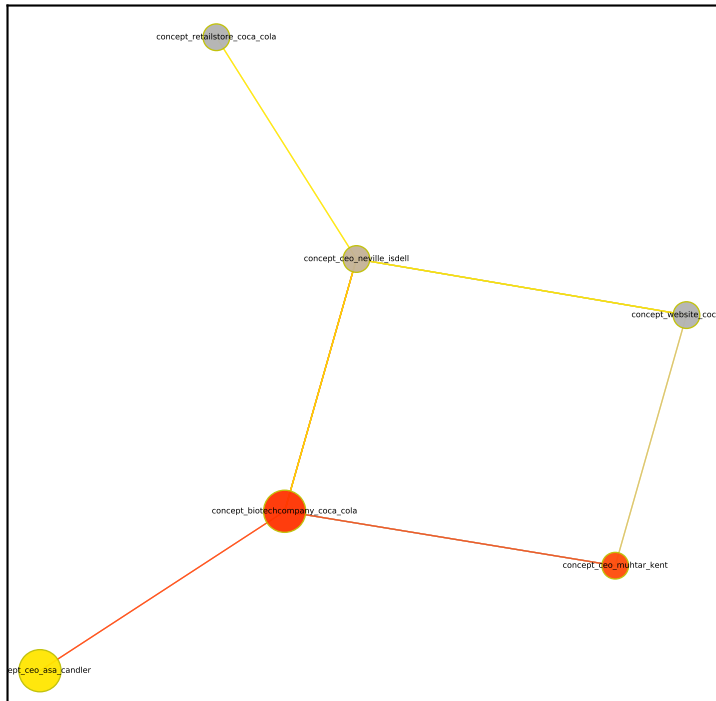 concept_retailstore_coca_cola
concept_ceo_neville_isdell
concept_website_coc
concept_biotechcompany_coca_cola
concept_ceo_muhtar_kent
ept_ceo_asa_candler